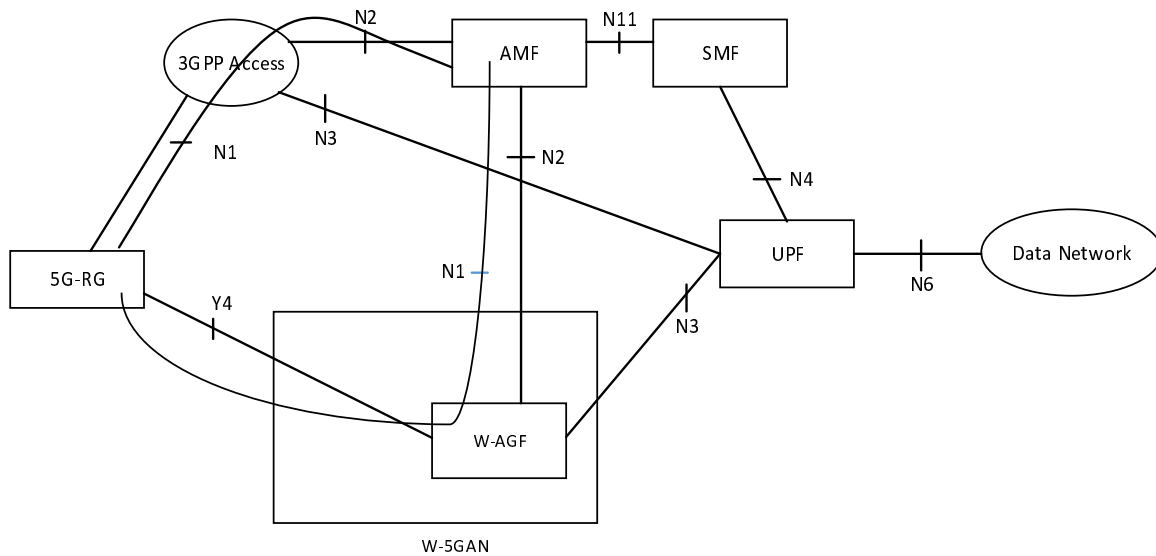 N2
N11
AMF
SMF
3GPP Access
N3
N1
N2
N4
UPF
Data Network
N1
5G-RG
N6
Y4
N3
W-AGF
W-5GAN